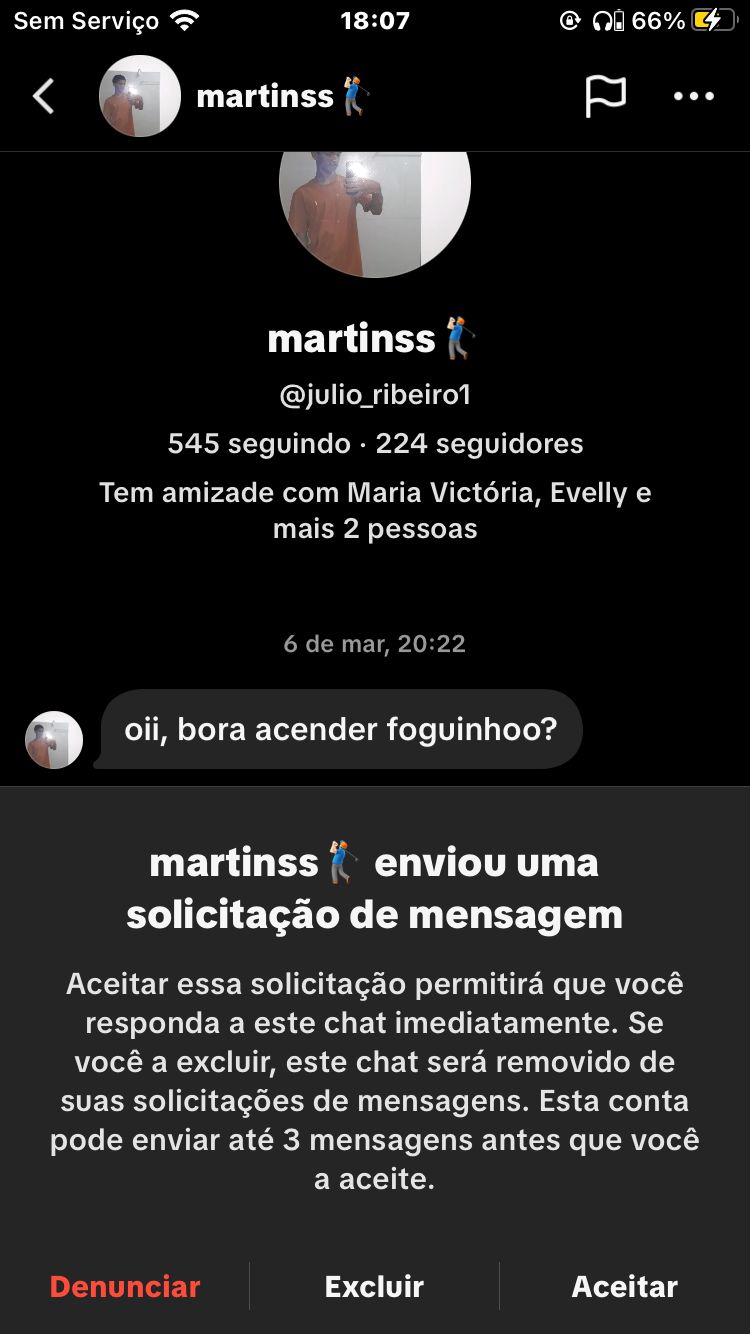 Sem Serviço 18:07 66%
martinss
martinss
@julio_ribeiro1
545 seguindo · 224 seguidores
Tem amizade com Maria Victória, Evelly e
mais 2 pessoas
6 de mar, 20:22
oii, bora acender foguinhoo?
martinss enviou uma
solicitação de mensagem
Aceitar essa solicitação permitirá que você
responda a este chat imediatamente. Se
você a excluir, este chat será removido de
suas solicitações de mensagens. Esta conta
pode enviar até 3 mensagens antes que você
a aceite.
Denunciar Excluir Aceitar